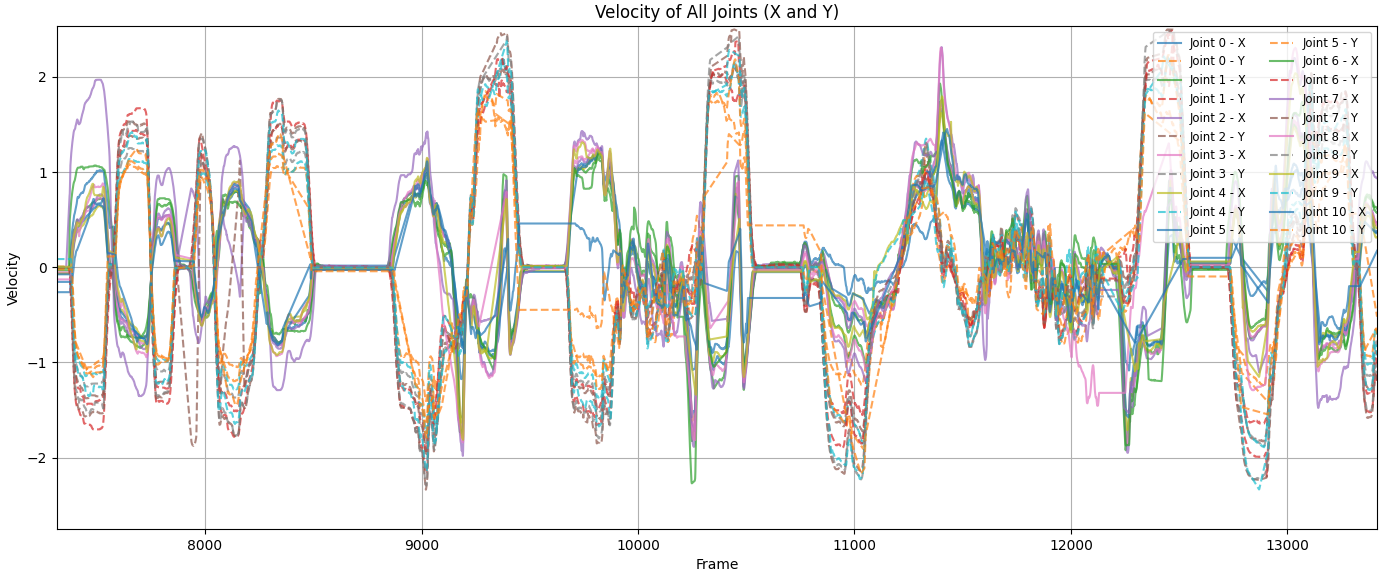 Velocity of All Joints (X and Y)
Joint 0 - X
Joint 0 - Y
Joint 1 - X
Joint 1 - Y
Joint 2 - X
Joint 2 - Y
Joint 3 - X
Joint 3 - Y
Joint 4 - X
Joint 4 - Y
Joint 5 - X
Joint 5 - Y
Joint 6 - X
Joint 6 - Y
Joint 7 - X
Joint 7 - Y
Joint 8 - X
Joint 8 - Y
Joint 9 - X
Joint 9 - Y
Joint 10 - X
Joint 10 - Y
Velocity
2
1
0
−1
−2
8000 9000 10000 11000 12000 13000
Frame